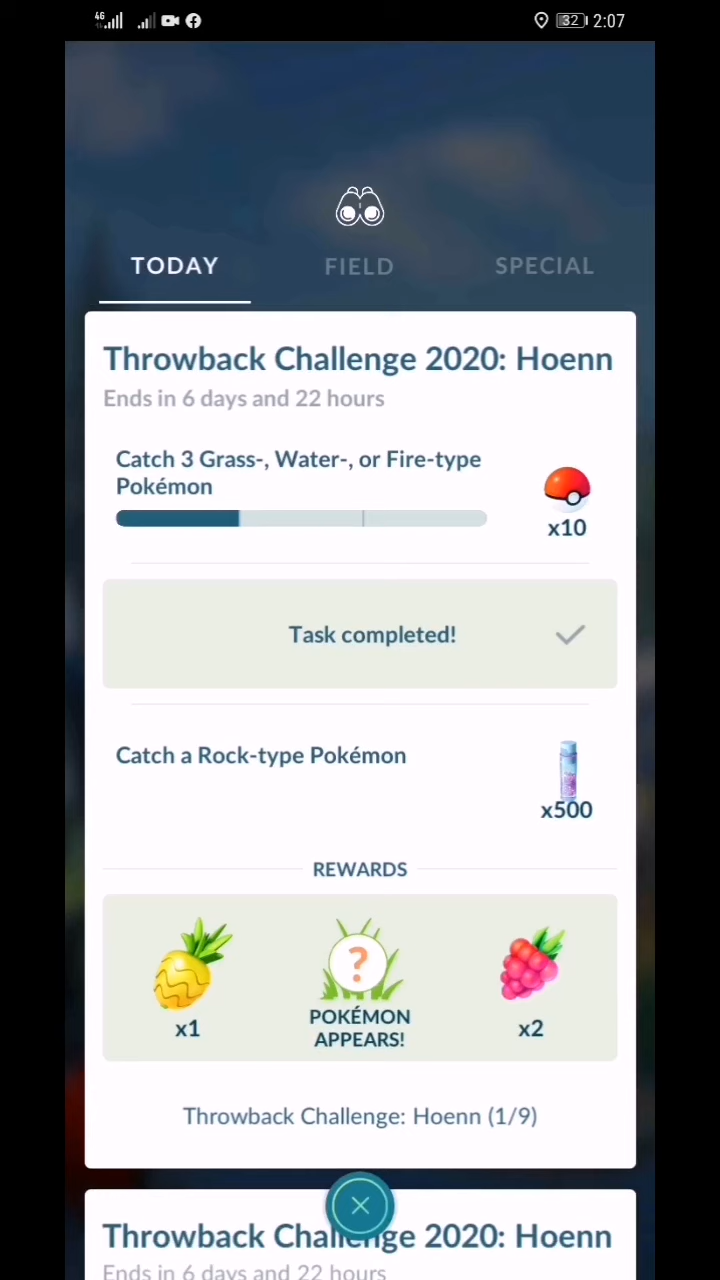 4G 32 2:07
TODAY FIELD SPECIAL
Throwback Challenge 2020: Hoenn
Ends in 6 days and 22 hours
Catch 3 Grass-, Water-, or Fire-type
Pokémon
x10
Task completed!
Catch a Rock-type Pokémon
x500
REWARDS
?
x1
POKÉMON
APPEARS!
x2
Throwback Challenge: Hoenn (1/9)
Throwback Challenge 2020: Hoenn
Ends in 6 days and 22 hours